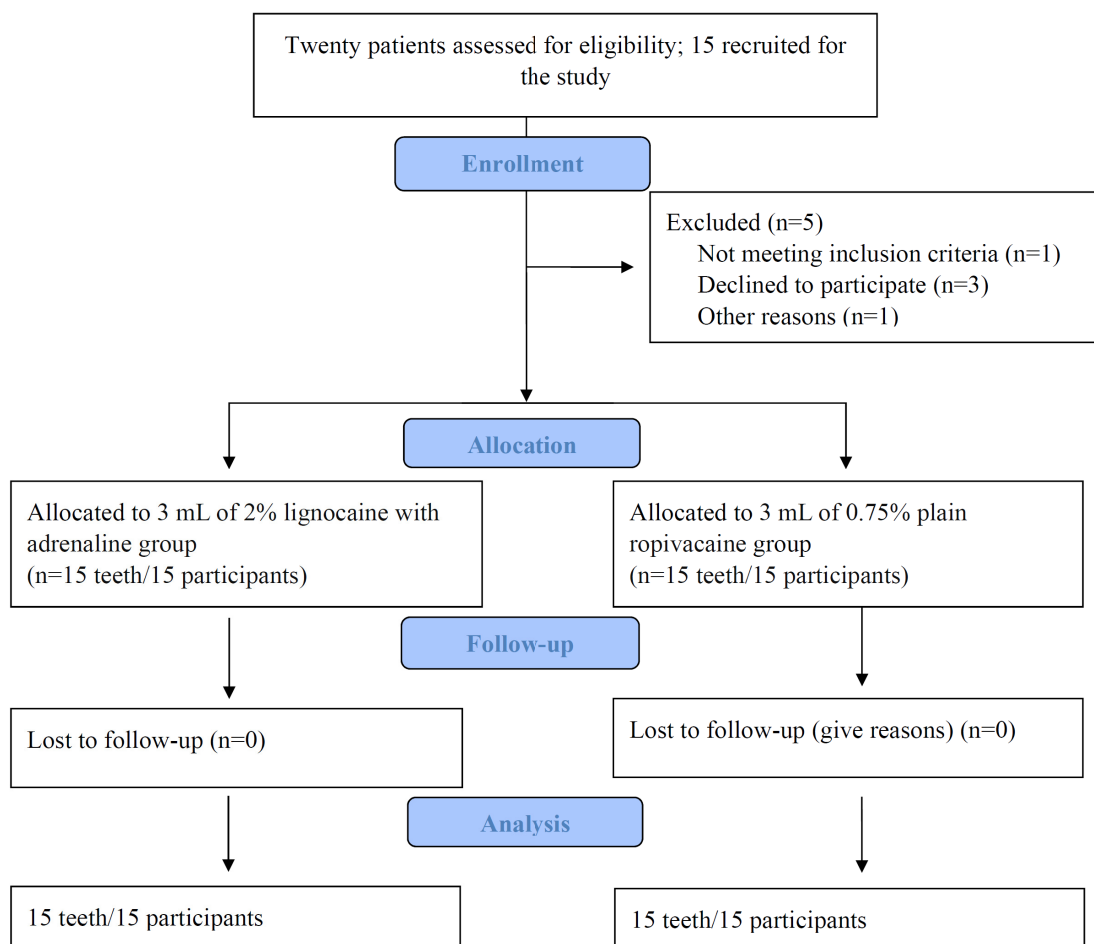 Twenty patients assessed for eligibility; 15 recruited for
the study
Enrollment
Excluded (n=5)
Not meeting inclusion criteria (n=1)
Declined to participate (n=3)
Other reasons (n=1)
Allocation
Allocated to 3 mL of 2% lignocaine with
adrenaline group
(n=15 teeth/15 participants)
Allocated to 3 mL of 0.75% plain
ropivacaine group
(n=15 teeth/15 participants)
Follow-up
Lost to follow-up (n=0)
Lost to follow-up (give reasons) (n=0)
Analysis
15 teeth/15 participants
15 teeth/15 participants